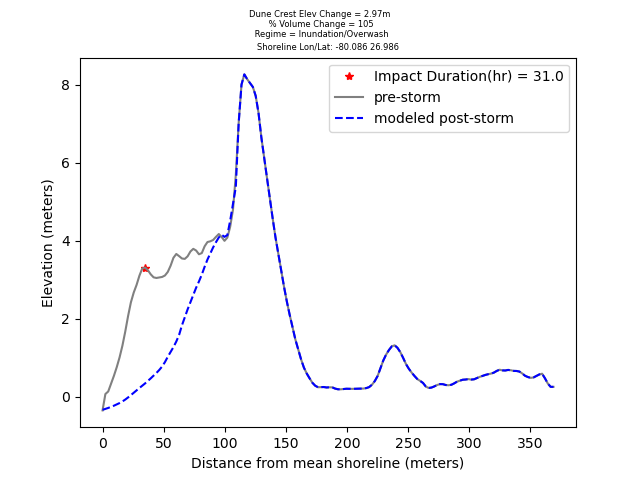 Dune Crest Elev Change = 2.97m
% Volume Change = 105
Regime = Inundation/Overwash
Shoreline Lon/Lat: -80.086 26.986
Impact Duration(hr) = 31.0
pre-storm
modeled post-storm
Elevation (meters)
8
6
4
2
0
0 50 100 150 200 250 300 350
Distance from mean shoreline (meters)